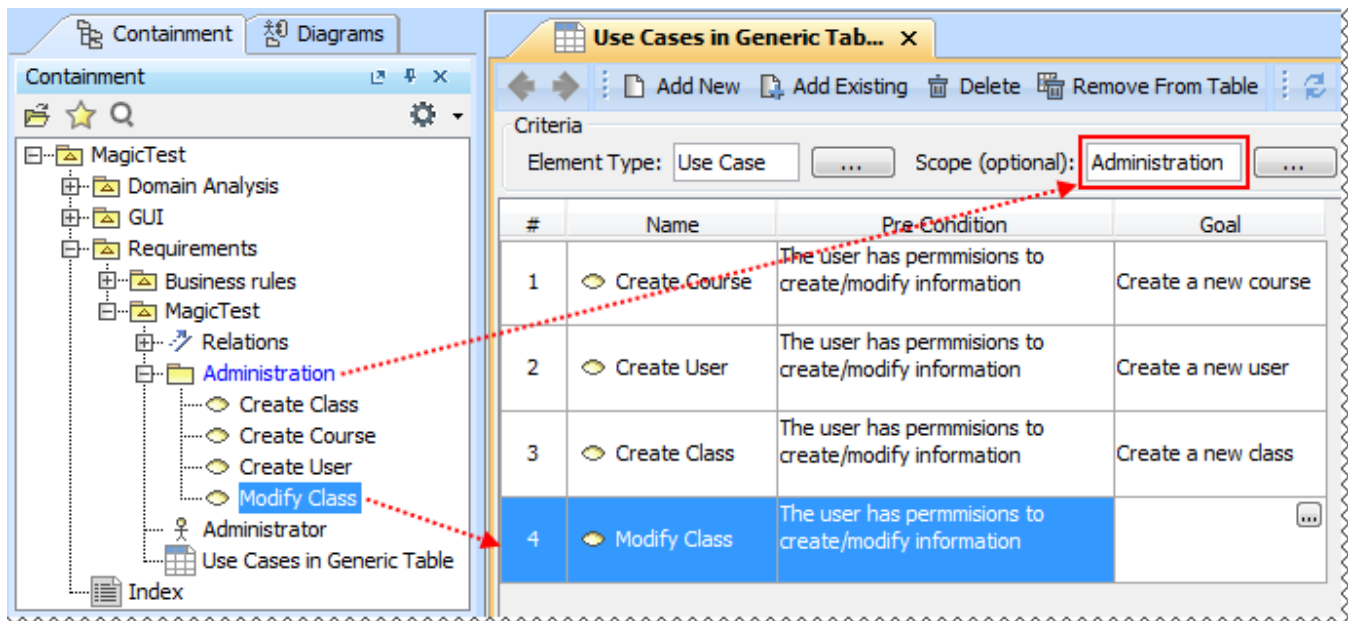 Containment
Diagrams
Containment
MagicTest
Domain Analysis
GUI
Requirements
Business rules
MagicTest
Relations
Administration
Create Class
Create Course
Create User
Modify Class
Administrator
Use Cases in Generic Table
Index
Use Cases in Generic Tab... X
Add New Add Existing Delete Remove From Table
Criteria
Element Type: Use Case ... Scope (optional): Administration ...
# Name Pre-Condition Goal
The user has permmisions to
1 Create Course create/modify information Create a new course
The user has permmisions to
2 Create User create/modify information Create a new user
The user has permmisions to
3 Create Class create/modify information Create a new class
The user has permmisions to ...
4 Modify Class create/modify information